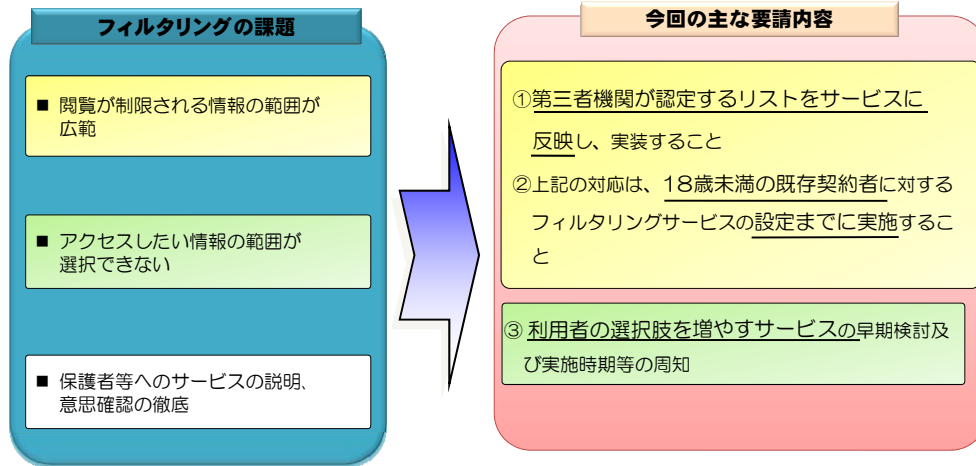 フィルタリングの課題
■ 閲覧が制限される情報の範囲が
広範
■ アクセスしたい情報の範囲が
選択できない
■ 保護者等へのサービスの説明、
意思確認の徹底
今回の主な要請内容
①第三者機関が認定するリストをサービスに
反映し、実装すること
②上記の対応は、18歳未満の既存契約者に対する
フィルタリングサービスの設定までに実施するこ
と
③ 利用者の選択肢を増やすサービスの早期検討及
び実施時期等の周知